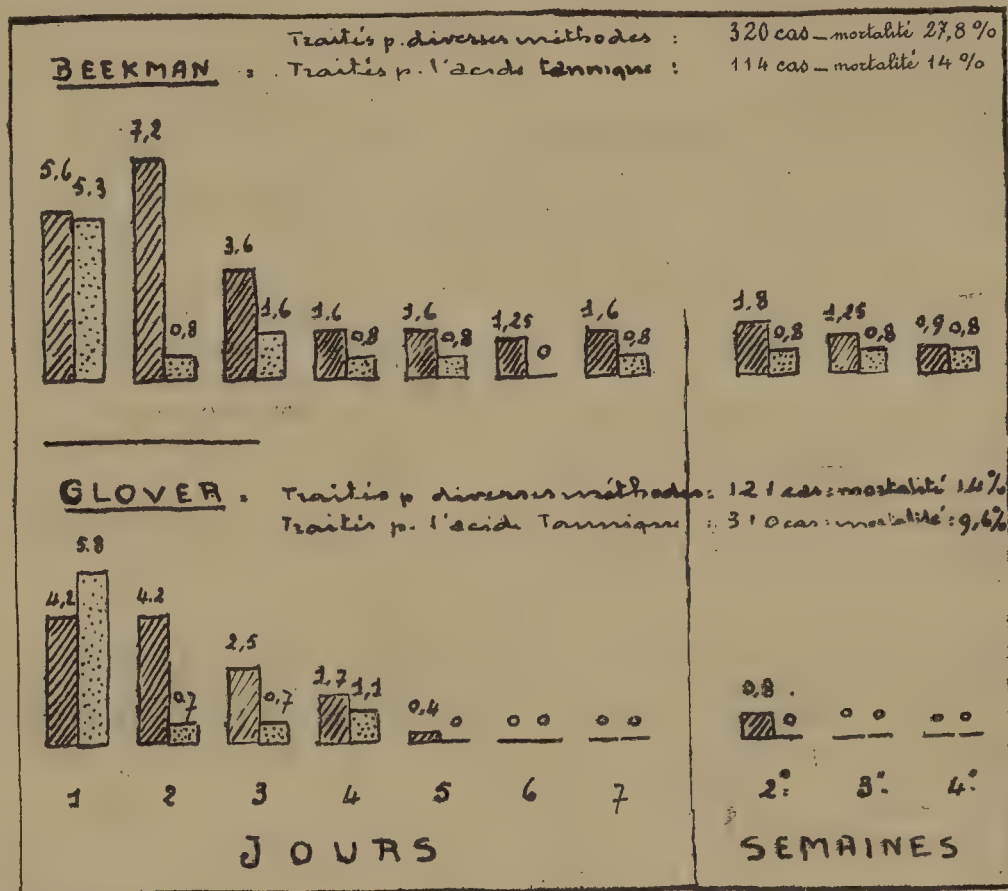 Traités p. diverses méthodes : 320 cas _ mortalité 27,8 %
BEEKMAN : Traités p. l'acide tannique : 114 cas _ mortalité 14 %
7,2
5,6 5.3
3.6
0,8 1,6 1.6 0,8 1.6 0,8 1,25 0 1,6 0,8 1.8 0,8 1,25 0,8 0,9 0,8
GLOVER . Traités p diverses méthodes : 121 cas : mortalité 14%
Traités p. l'acide Tannique : 310 cas : mortalité : 9,6%
5.8
4,2 4.2
2,5
0,7 0,7 1.7 1,1 0,4 0 0 0 0 0 0,8 0 0 0 0 0
1 2 3 4 5 6 7 2e 3e 4e
JOURS SEMAINES